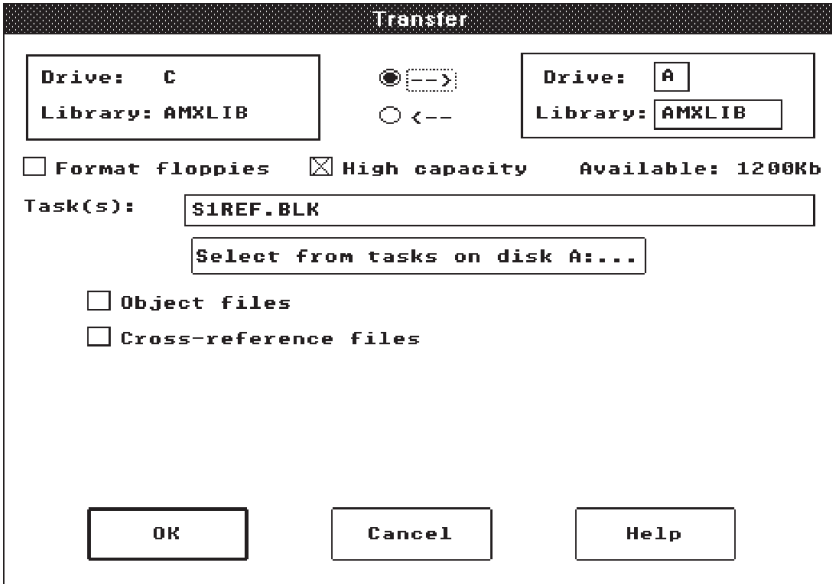 Transfer
Drive: C
Library: AMXLIB
-->
<--
Drive: A
Library: AMXLIB
Format floppies
High capacity
Available: 1200Kb
Task(s): S1REF.BLK
Select from tasks on disk A:...
Object files
Cross-reference files
OK
Cancel
Help